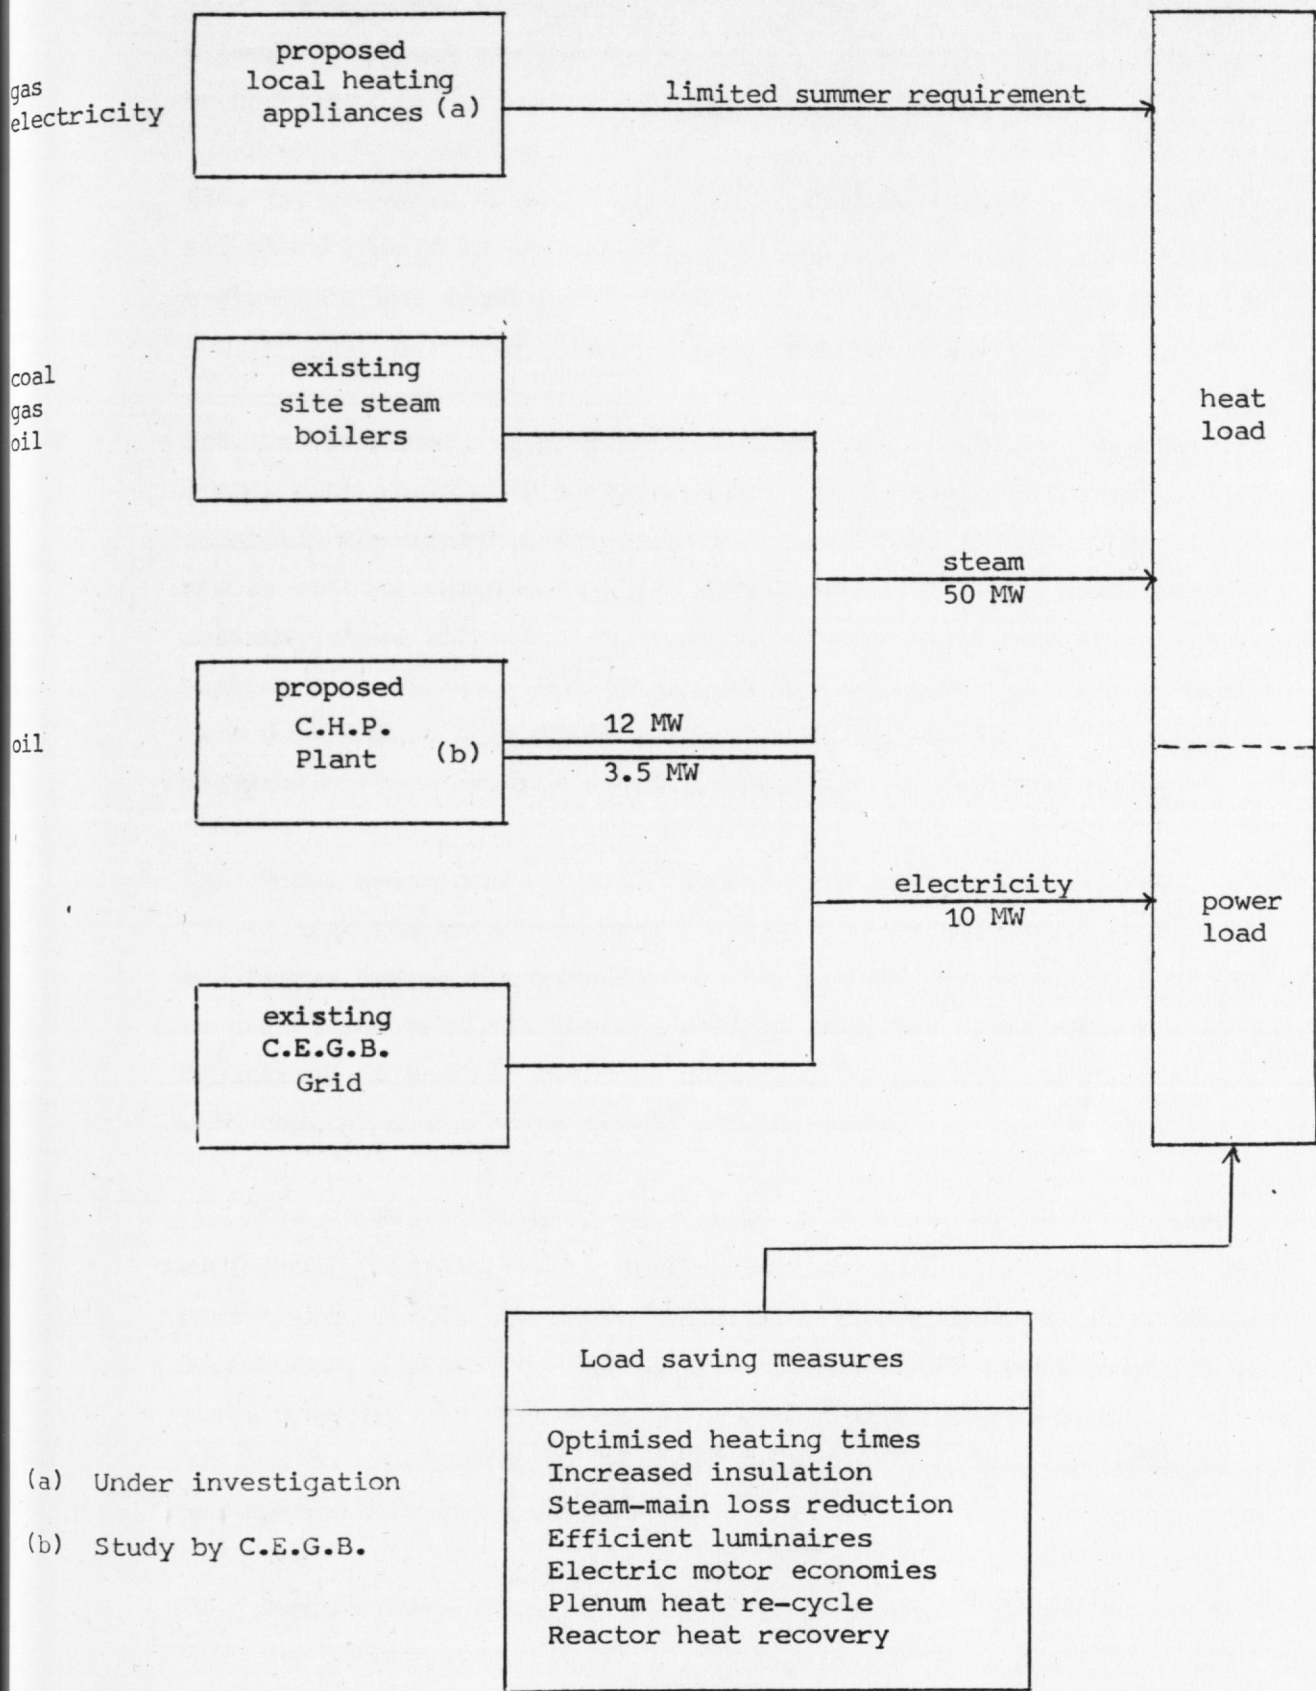 gas
electricity
proposed
local heating
appliances (a)
limited summer requirement
coal
gas
oil
existing
site steam
boilers
heat
load
steam
50 MW
oil
proposed
C.H.P.
Plant (b)
12 MW
3.5 MW
electricity
10 MW
power
load
existing
C.E.G.B.
Grid
Load saving measures
Optimised heating times
Increased insulation
Steam-main loss reduction
Efficient luminaires
Electric motor economies
Plenum heat re-cycle
Reactor heat recovery
(a) Under investigation
(b) Study by C.E.G.B.